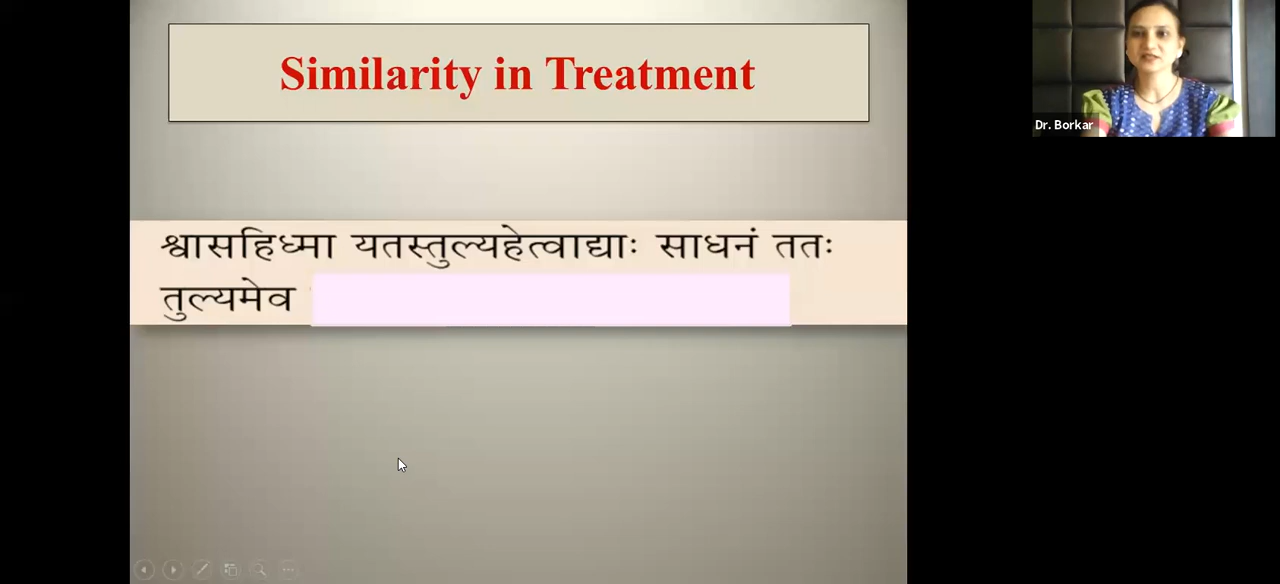 Similarity in Treatment
Dr. Borkar
श्वासहिध्मा यतस्तुल्यहेत्वाद्याः साधनं ततः
तुल्यमेव